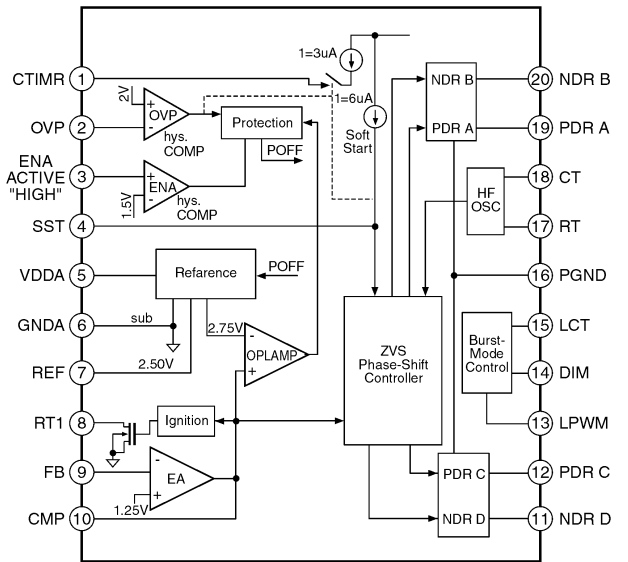 CTIMR 1
OVP 2
ENA
ACTIVE
"HIGH"
3
SST 4
VDDA 5
GNDA 6
REF 7
RT1 8
FB 9
CMP 10
1=3uA
1=6uA
Soft
Start
2V
+
OVP
-
hys.
COMP
Protection
POFF
+
ENA
-
1.5V
hys.
COMP
Refarence
POFF
sub
2.50V
2.75V
-
OPLAMP
+
Ignition
-
EA
+
1.25V
ZVS
Phase-Shift
Controller
NDR B
PDR A
HF
OSC
Burst-
Mode
Control
PDR C
NDR D
20 NDR B
19 PDR A
18 CT
17 RT
16 PGND
15 LCT
14 DIM
13 LPWM
12 PDR C
11 NDR D